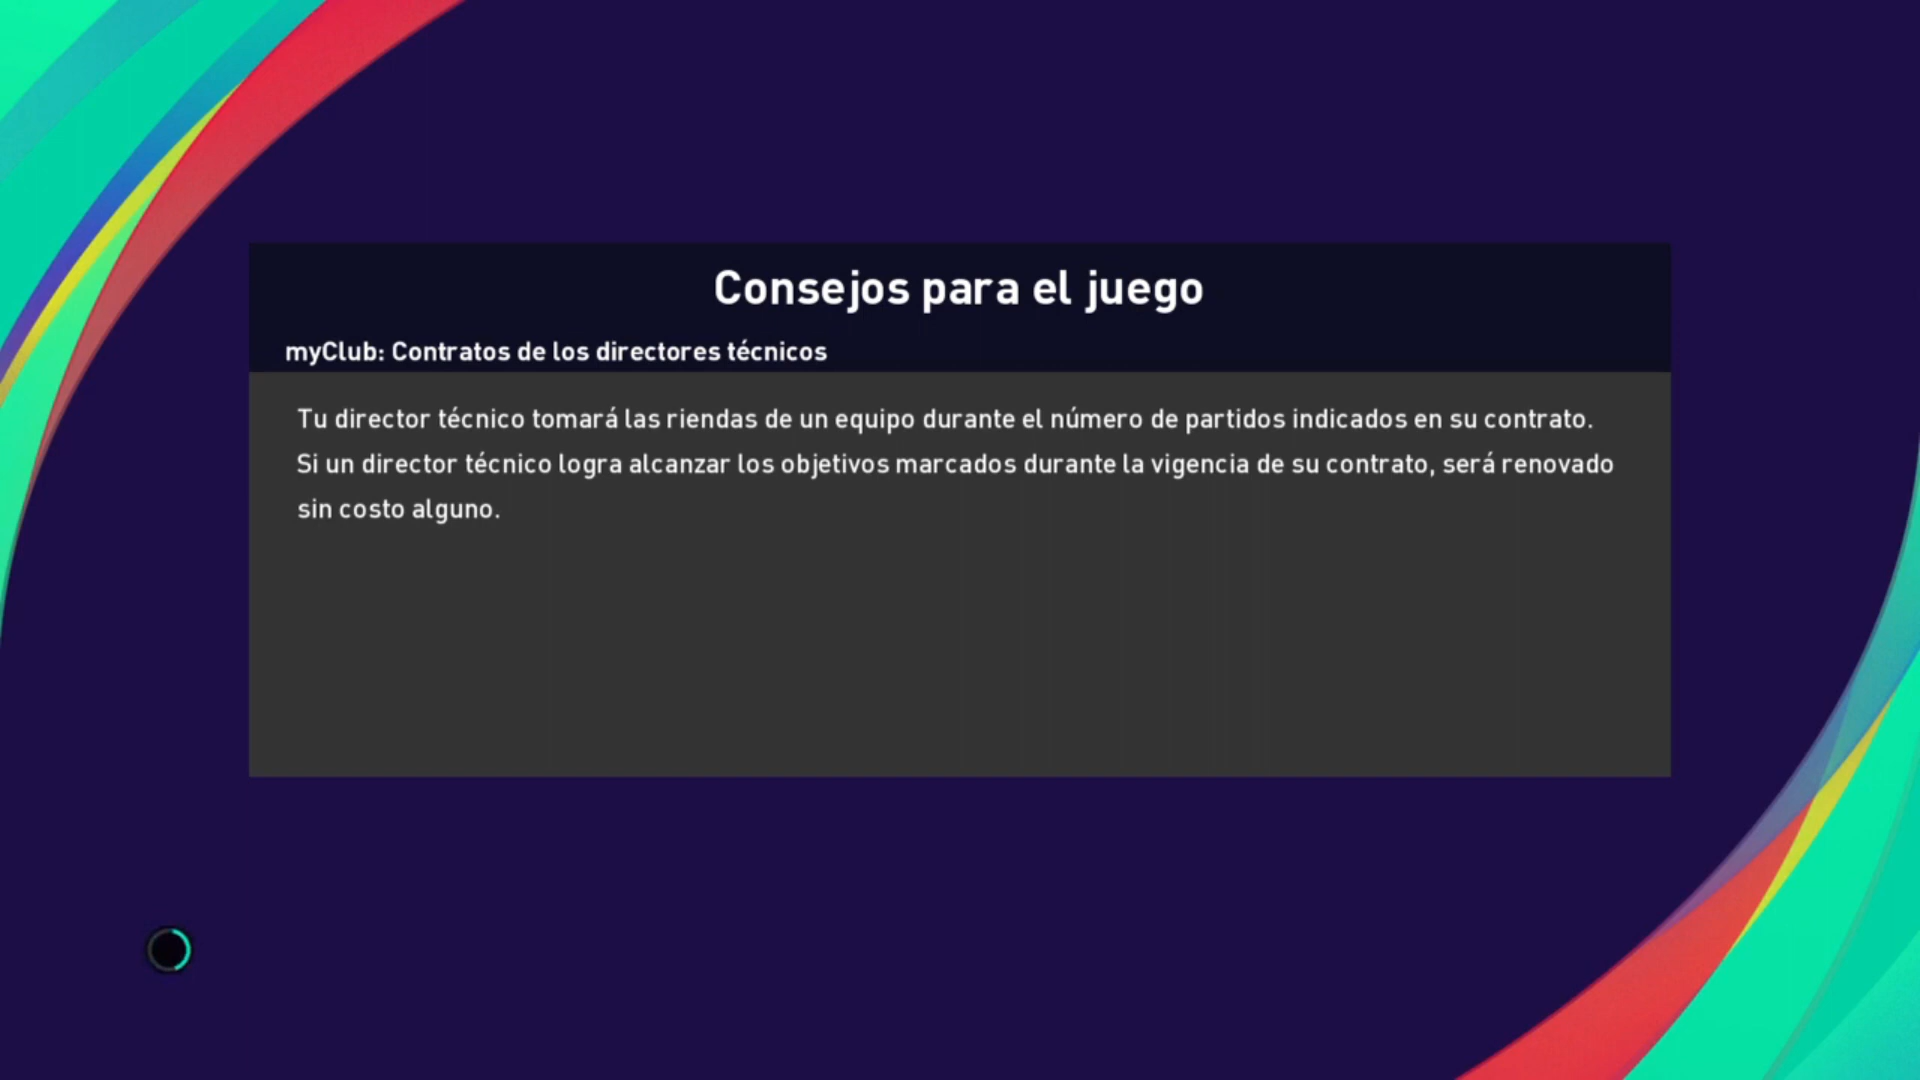 Consejos para el juego
myClub: Contratos de los directores técnicos
Tu director técnico tomará las riendas de un equipo durante el número de partidos indicados en su contrato.
Si un director técnico logra alcanzar los objetivos marcados durante la vigencia de su contrato, será renovado
sin costo alguno.